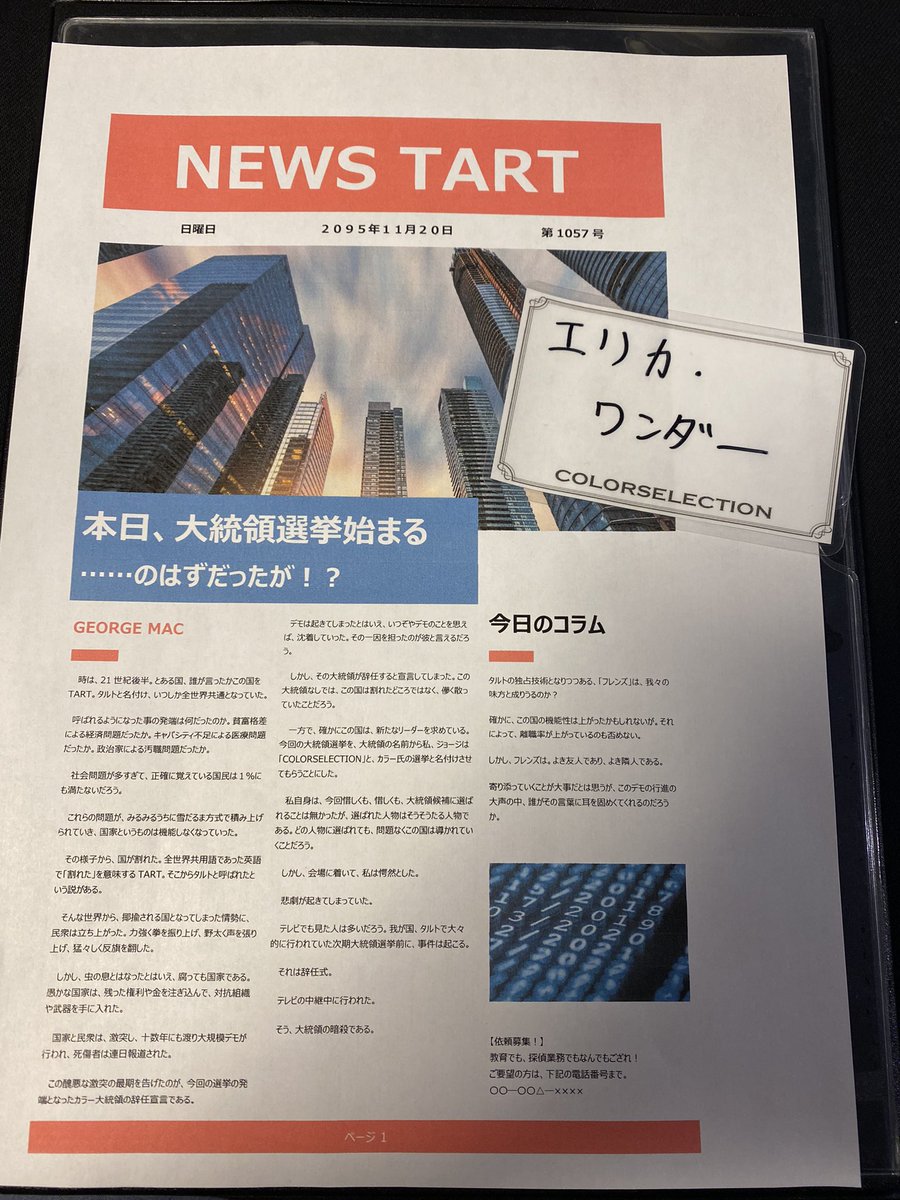 NEWS TART
日曜日 2095年11月20日 第1057号
エリカ・
ワンダー
COLORSELECTION
本日、大統領選挙始まる
……のはずだったが！？
GEORGE MAC
時は、21世紀後半。とある国、誰が言ったかこの国を
TART。タルトと名付け、いつしか全世界共通となっていた。
呼ばれるようになった事の発端は何だったのか。貧富格差
による経済問題だったか。キャパシティ不足による医療問題
だったか。政治家による汚職問題だったか。
社会問題が多すぎて、正確に覚えている国民は1％に
も満たないだろう。
これらの問題が、みるみるうちに雪だるま方式で積み上げ
られていき、国家というものは機能しなくなっていった。
その様子から、国が割れた。全世界共用語であった英語
で「割れた」を意味するTART。そこからタルトと呼ばれたと
いう説がある。
そんな世界から、揶揄される国となってしまった情勢に、
民衆は立ち上がった。力強く拳を振り上げ、野太く声を張り
上げ、猛々しく反旗を翻した。
しかし、虫の息とはなったとはいえ、腐っても国家である。
愚かな国家は、残った権利や金を注ぎ込んで、対抗組織
や武器を手に入れた。
国家と民衆は、激突し、十数年にも渡り大規模デモが
行われ、死傷者は連日報道された。
この醜悪な激突の最期を告げたのが、今回の選挙の発
端となったカラー大統領の辞任宣言である。
デモは起きてしまったとはいえ、いつぞやデモのことを思え
ば、沈着していった。その一因を担ったのが彼と言えるだろ
う。
しかし、その大統領が辞任すると宣言してしまった。この
大統領なしでは、この国は割れたどころではなく、儚く散っ
ていたことだろう。
一方で、確かにこの国は、新たなリーダーを求めている。
今回の大統領選挙を、大統領の名前から私、ジョージは
「COLORSELECTION」と、カラー氏の選挙と名付けさせ
てもらうことにした。
私自身は、今回惜しくも、惜しくも、大統領候補に選ば
れることは無かったが、選ばれた人物はそうそうたる人物で
ある。どの人物に選ばれても、問題なくこの国は導かれてい
くことだろう。
しかし、会場に着いて、私は愕然とした。
悲劇が起きてしまっていた。
テレビでも見た人は多いだろう。我が国、タルトで大々
的に行われていた次期大統領選挙前に、事件は起こる。
それは辞任式。
テレビの中継中に行われた。
そう、大統領の暗殺である。
今日のコラム
タルトの独占技術となりつつある、「フレンズ」は、我々の
味方と成りうるのか？
確かに、この国の機能性は上がったかもしれないが、それ
によって、離職率が上がっているのも否めない。
しかし、フレンズは。よき友人であり、よき隣人である。
寄り添っていくことが大事だとは思うが、このデモの行進の
大声の中、誰がその言葉に耳を固めてくれるのだろう
か。
【依頼募集！】
教育でも、探偵業務でもなんでもござれ！
ご要望の方は、下記の電話番号まで。
〇〇ー〇〇△ー××××
ページ 1